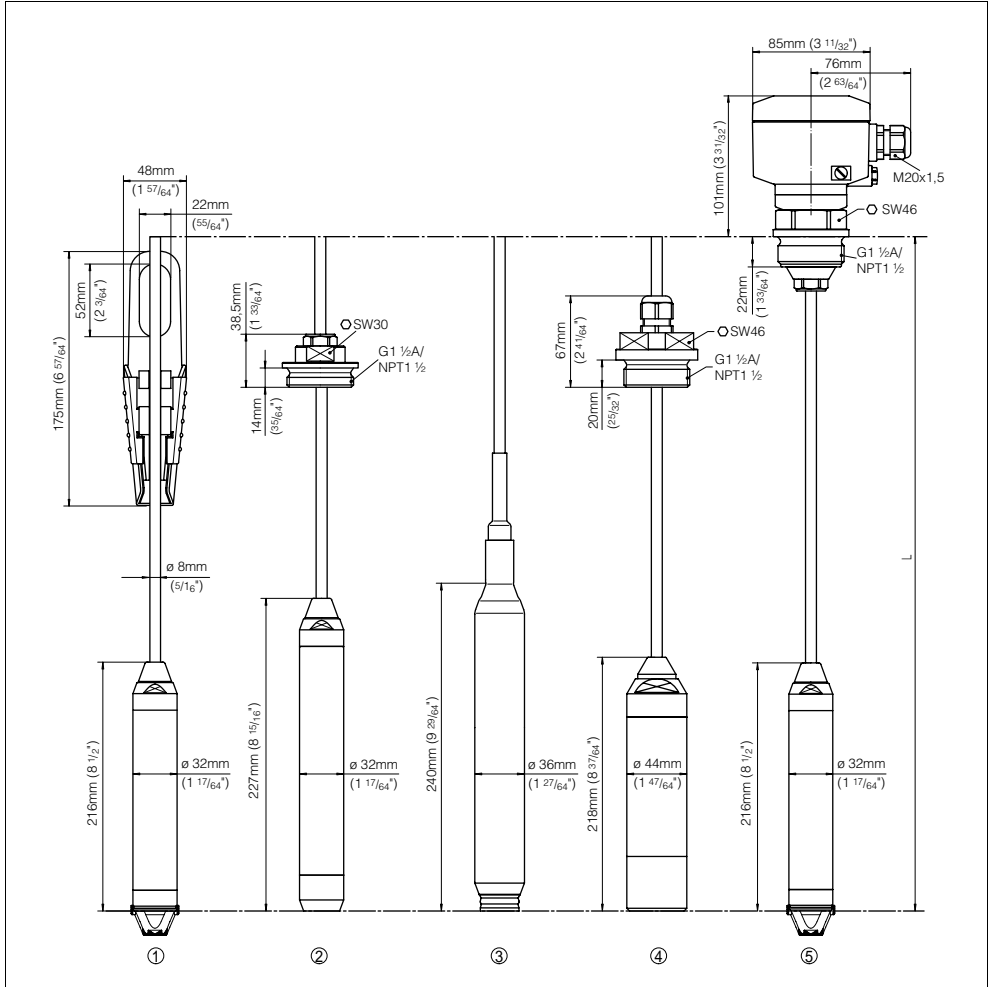 85mm (3 11/32")
76mm
(2 63/64")
101mm (3 31/32")
M20x1,5
SW46
G1 ½A/
NPT1 ½
22mm
(1 33/64")
48mm
(1 57/64")
22mm
(55/64")
52mm
(2 3/64")
175mm (6 57/64")
38,5mm
(1 33/64")
SW30
G1 ½A/
NPT1 ½
14mm
(35/64")
67mm
(2 41/64")
SW46
G1 ½A/
NPT1 ½
20mm
(25/32")
L
ø 8mm
(5/16")
216mm (8 1/2")
ø 32mm
(1 17/64")
227mm (8 15/16")
ø 32mm
(1 17/64")
240mm (9 29/64")
ø 36mm
(1 27/64")
218mm (8 37/64")
ø 44mm
(1 47/64")
216mm (8 1/2")
ø 32mm
(1 17/64")
① ② ③ ④ ⑤